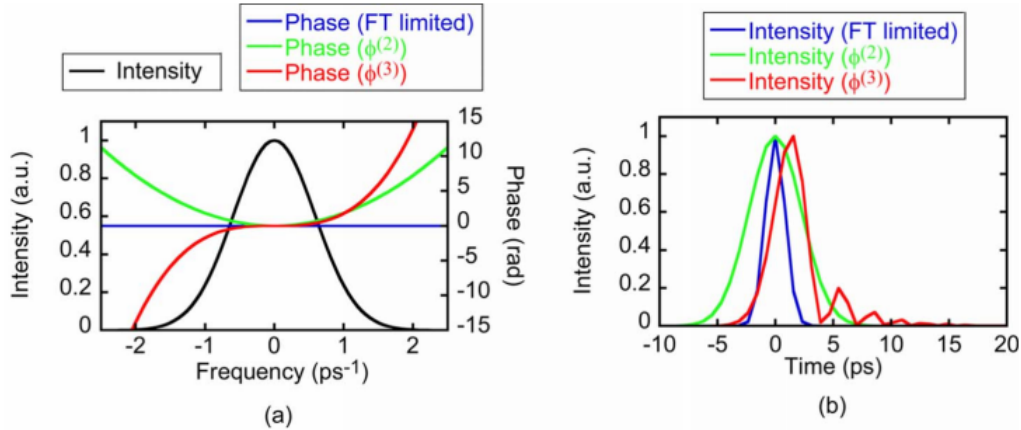 Intensity
Phase (FT limited)
Phase (ϕ⁽²⁾)
Phase (ϕ⁽³⁾)
Intensity (a.u.)
1
0.8
0.6
0.4
0.2
0
15
10
5
0
-5
-10
-15
Phase (rad)
-2 -1 0 1 2
Frequency (ps⁻¹)
(a)
Intensity (FT limited)
Intensity (ϕ⁽²⁾)
Intensity (ϕ⁽³⁾)
Intensity (a.u.)
1
0.8
0.6
0.4
0.2
0
-10 -5 0 5 10 15 20
Time (ps)
(b)